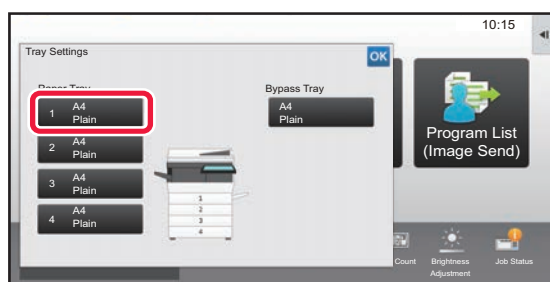 10:15
Tray Settings
OK
Paper Tray
Bypass Tray
1 A4
Plain
A4
Plain
2 A4
Plain
3 A4
Plain
4 A4
Plain
1
2
3
4
Program List
(Image Send)
Count
Brightness
Adjustment
Job Status